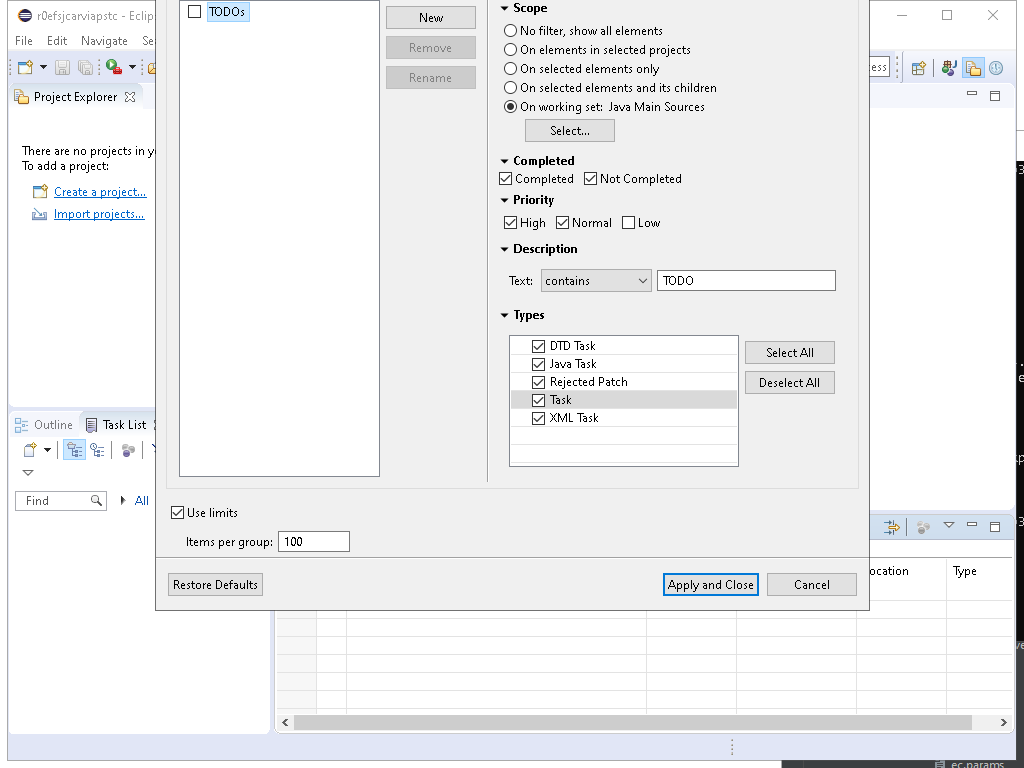 r0efsjcarviapstc - Eclip
File Edit Navigate Se
Project Explorer
There are no projects in y
To add a project:
Create a project...
Import projects...
Outline Task List
Find All
TODOs
New
Remove
Rename
Scope
No filter, show all elements
On elements in selected projects
On selected elements only
On selected elements and its children
On working set: Java Main Sources
Select...
Completed
Completed Not Completed
Priority
High Normal Low
Description
Text: contains TODO
Types
DTD Task
Java Task
Rejected Patch
Task
XML Task
Select All
Deselect All
Use limits
Items per group: 100
Restore Defaults Apply and Close Cancel
ess
ocation Type
ec.params